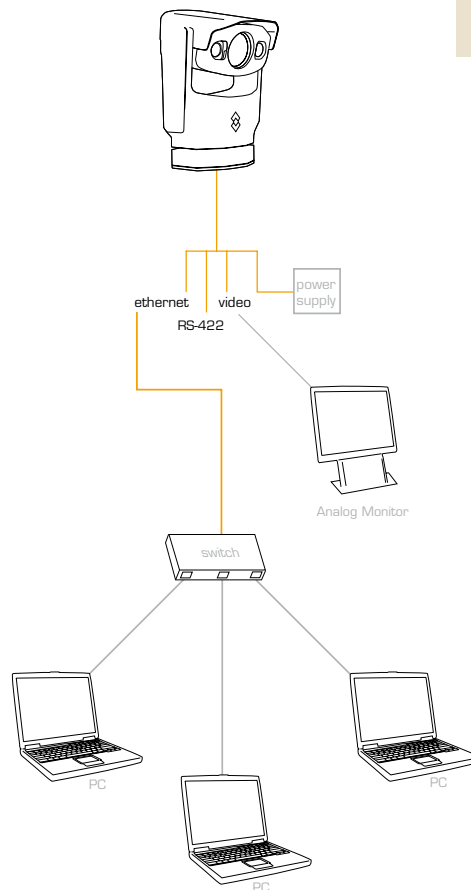 power
supply
ethernet
video
RS-422
Analog Monitor
switch
PC
PC
PC